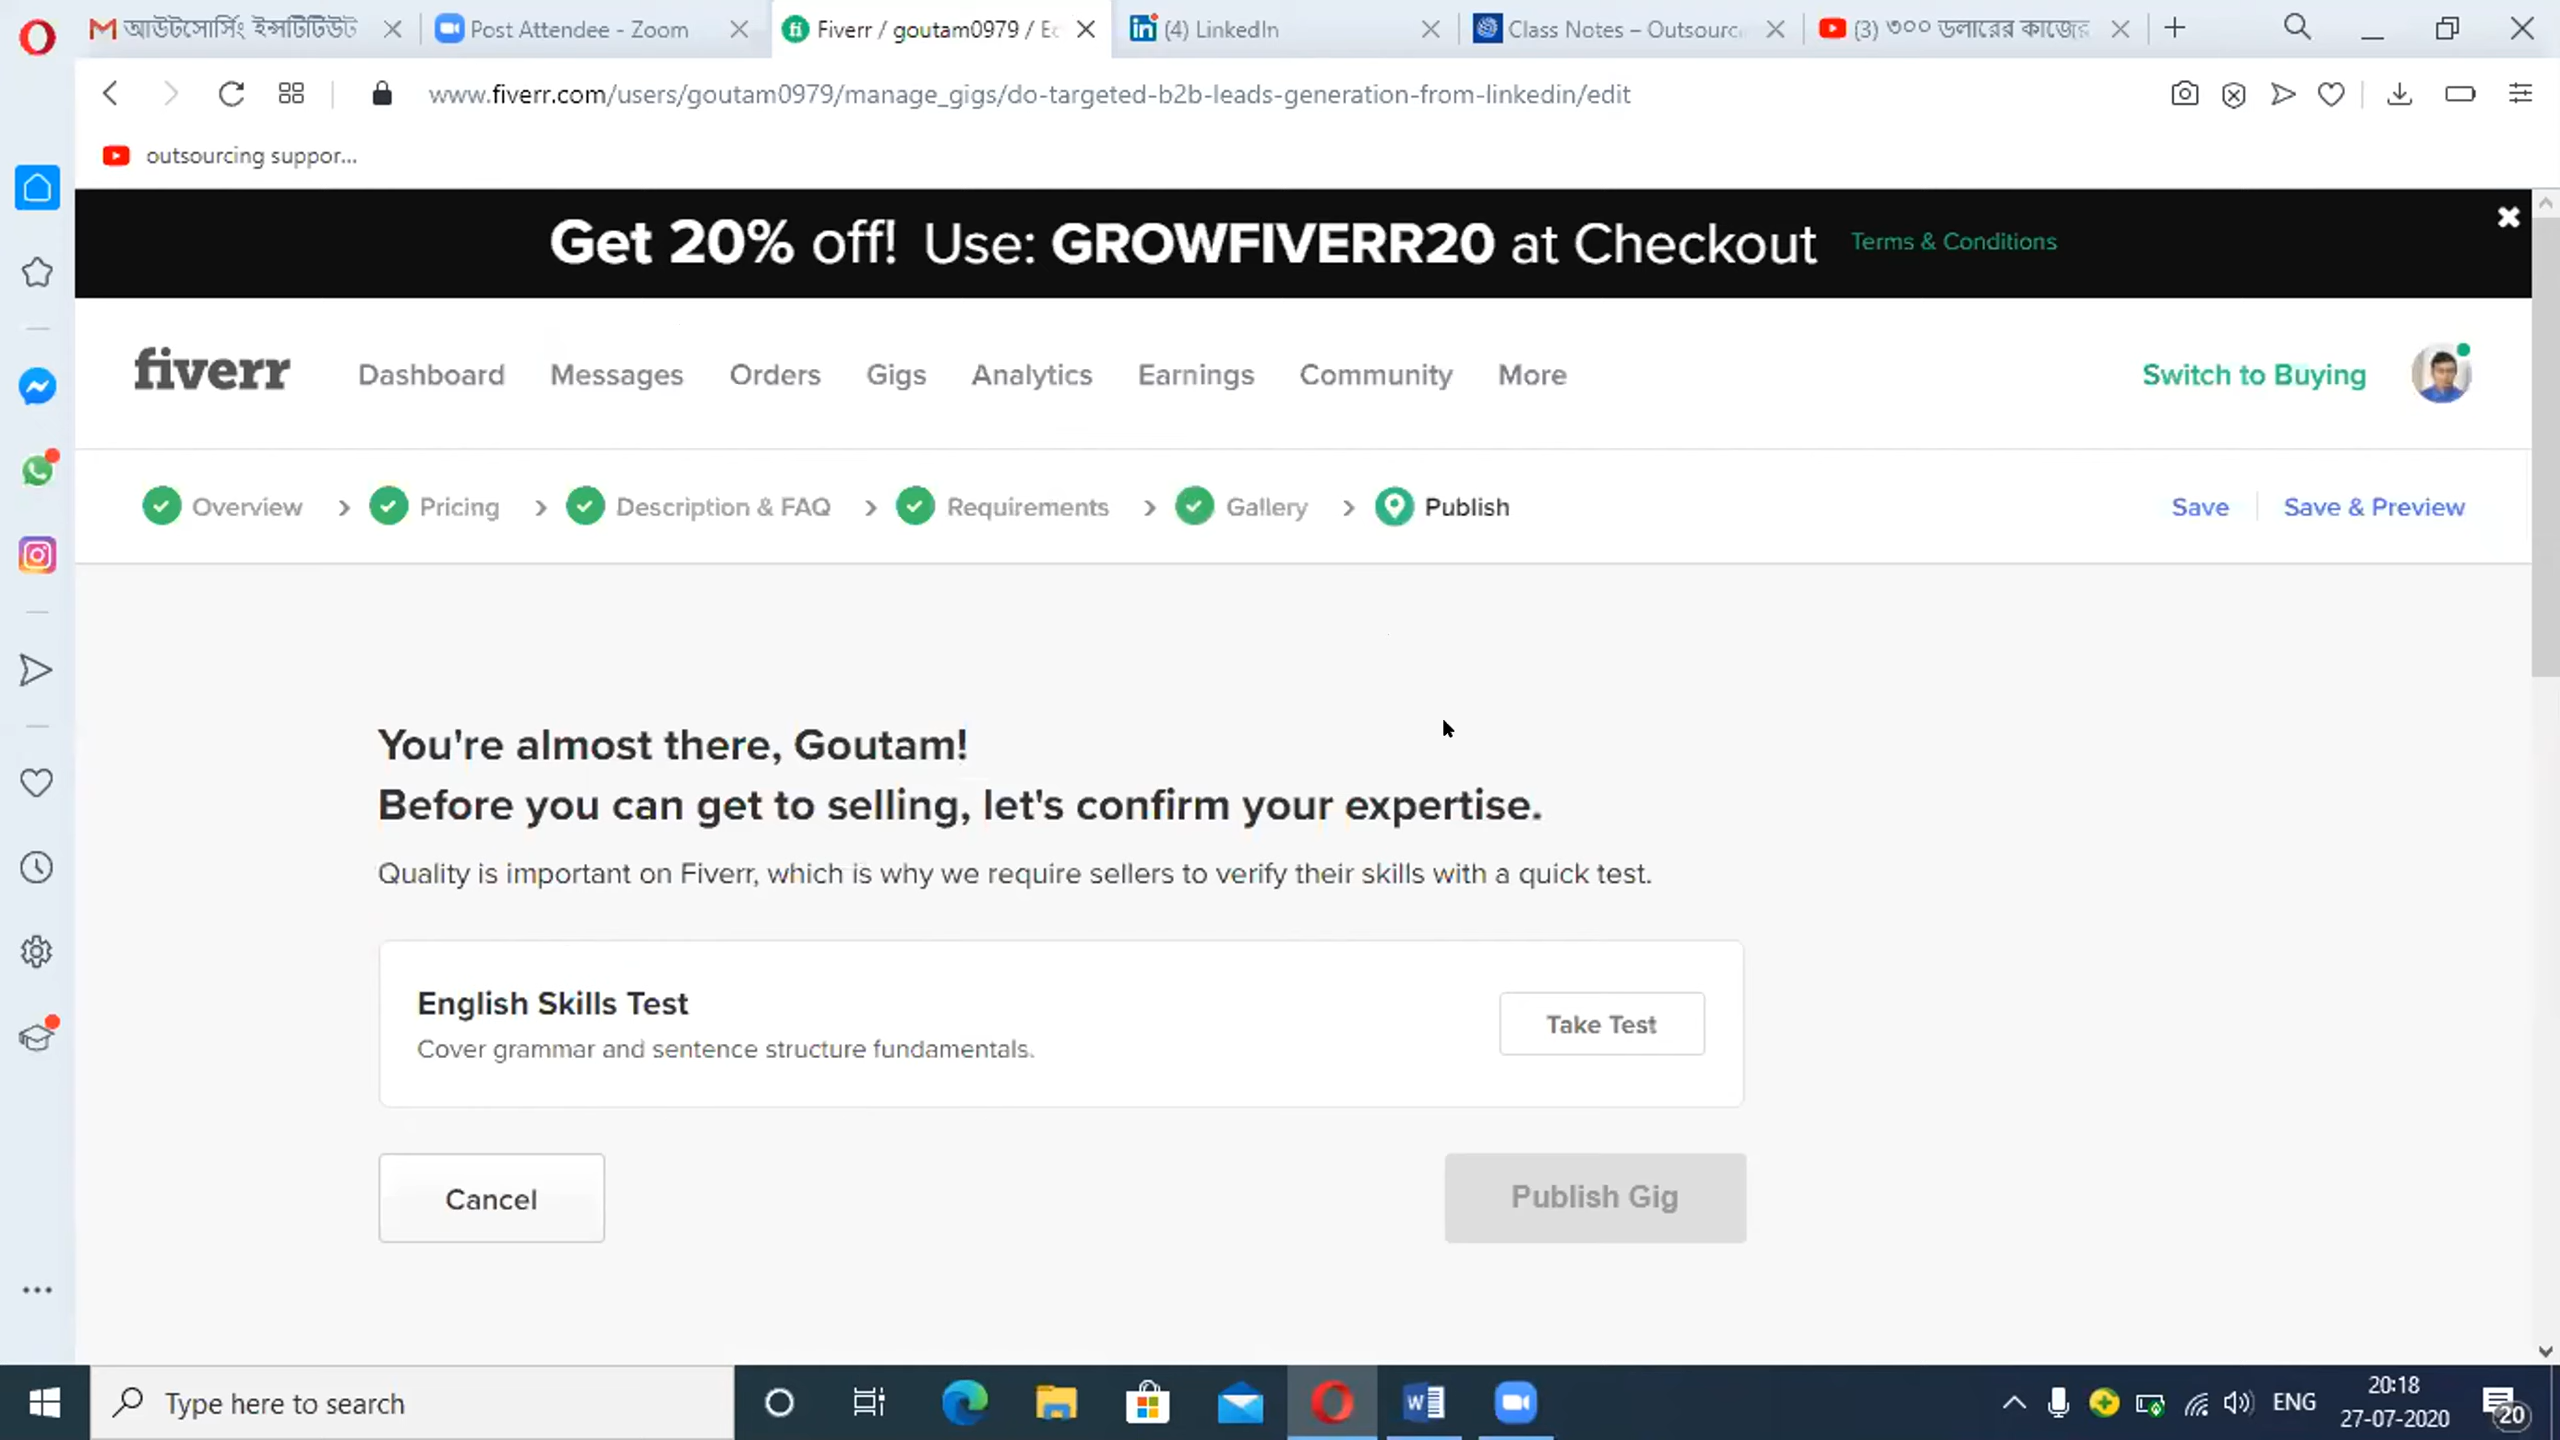 আউটসোর্সিং ইন্সটিটিউট
Post Attendee - Zoom
Fiverr / goutam0979 / Ec
(4) LinkedIn
Class Notes – Outsourc
(3) ৩০০ ডলারের কাজের
www.fiverr.com/users/goutam0979/manage_gigs/do-targeted-b2b-leads-generation-from-linkedin/edit
outsourcing suppor...
Get 20% off! Use: GROWFIVERR20 at Checkout Terms & Conditions
fiverr Dashboard Messages Orders Gigs Analytics Earnings Community More Switch to Buying
Overview Pricing Description & FAQ Requirements Gallery Publish Save Save & Preview
You're almost there, Goutam!
Before you can get to selling, let's confirm your expertise.
Quality is important on Fiverr, which is why we require sellers to verify their skills with a quick test.
English Skills Test
Cover grammar and sentence structure fundamentals.
Take Test
Cancel
Publish Gig
Type here to search
ENG
20:18
27-07-2020
20